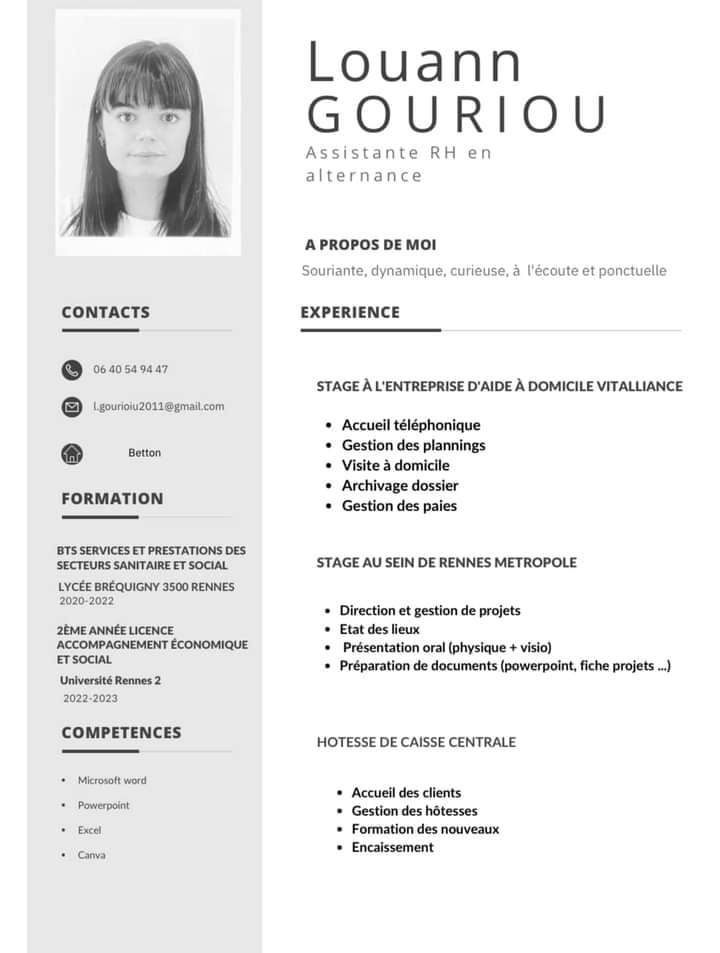 Louann
GOURIOU
Assistante RH en
alternance
A PROPOS DE MOI
Souriante, dynamique, curieuse, à l'écoute et ponctuelle
CONTACTS
06 40 54 94 47
l.gourioiu2011@gmail.com
Betton
FORMATION
BTS SERVICES ET PRESTATIONS DES
SECTEURS SANITAIRE ET SOCIAL
LYCÉE BRÉQUIGNY 3500 RENNES
2020-2022
2ÈME ANNÉE LICENCE
ACCOMPAGNEMENT ÉCONOMIQUE
ET SOCIAL
Université Rennes 2
2022-2023
COMPETENCES
• Microsoft word
• Powerpoint
• Excel
• Canva
EXPERIENCE
STAGE À L'ENTREPRISE D'AIDE À DOMICILE VITALLIANCE
• Accueil téléphonique
• Gestion des plannings
• Visite à domicile
• Archivage dossier
• Gestion des paies
STAGE AU SEIN DE RENNES METROPOLE
• Direction et gestion de projets
• Etat des lieux
• Présentation oral (physique + visio)
• Préparation de documents (powerpoint, fiche projets ...)
HOTESSE DE CAISSE CENTRALE
• Accueil des clients
• Gestion des hôtesses
• Formation des nouveaux
• Encaissement